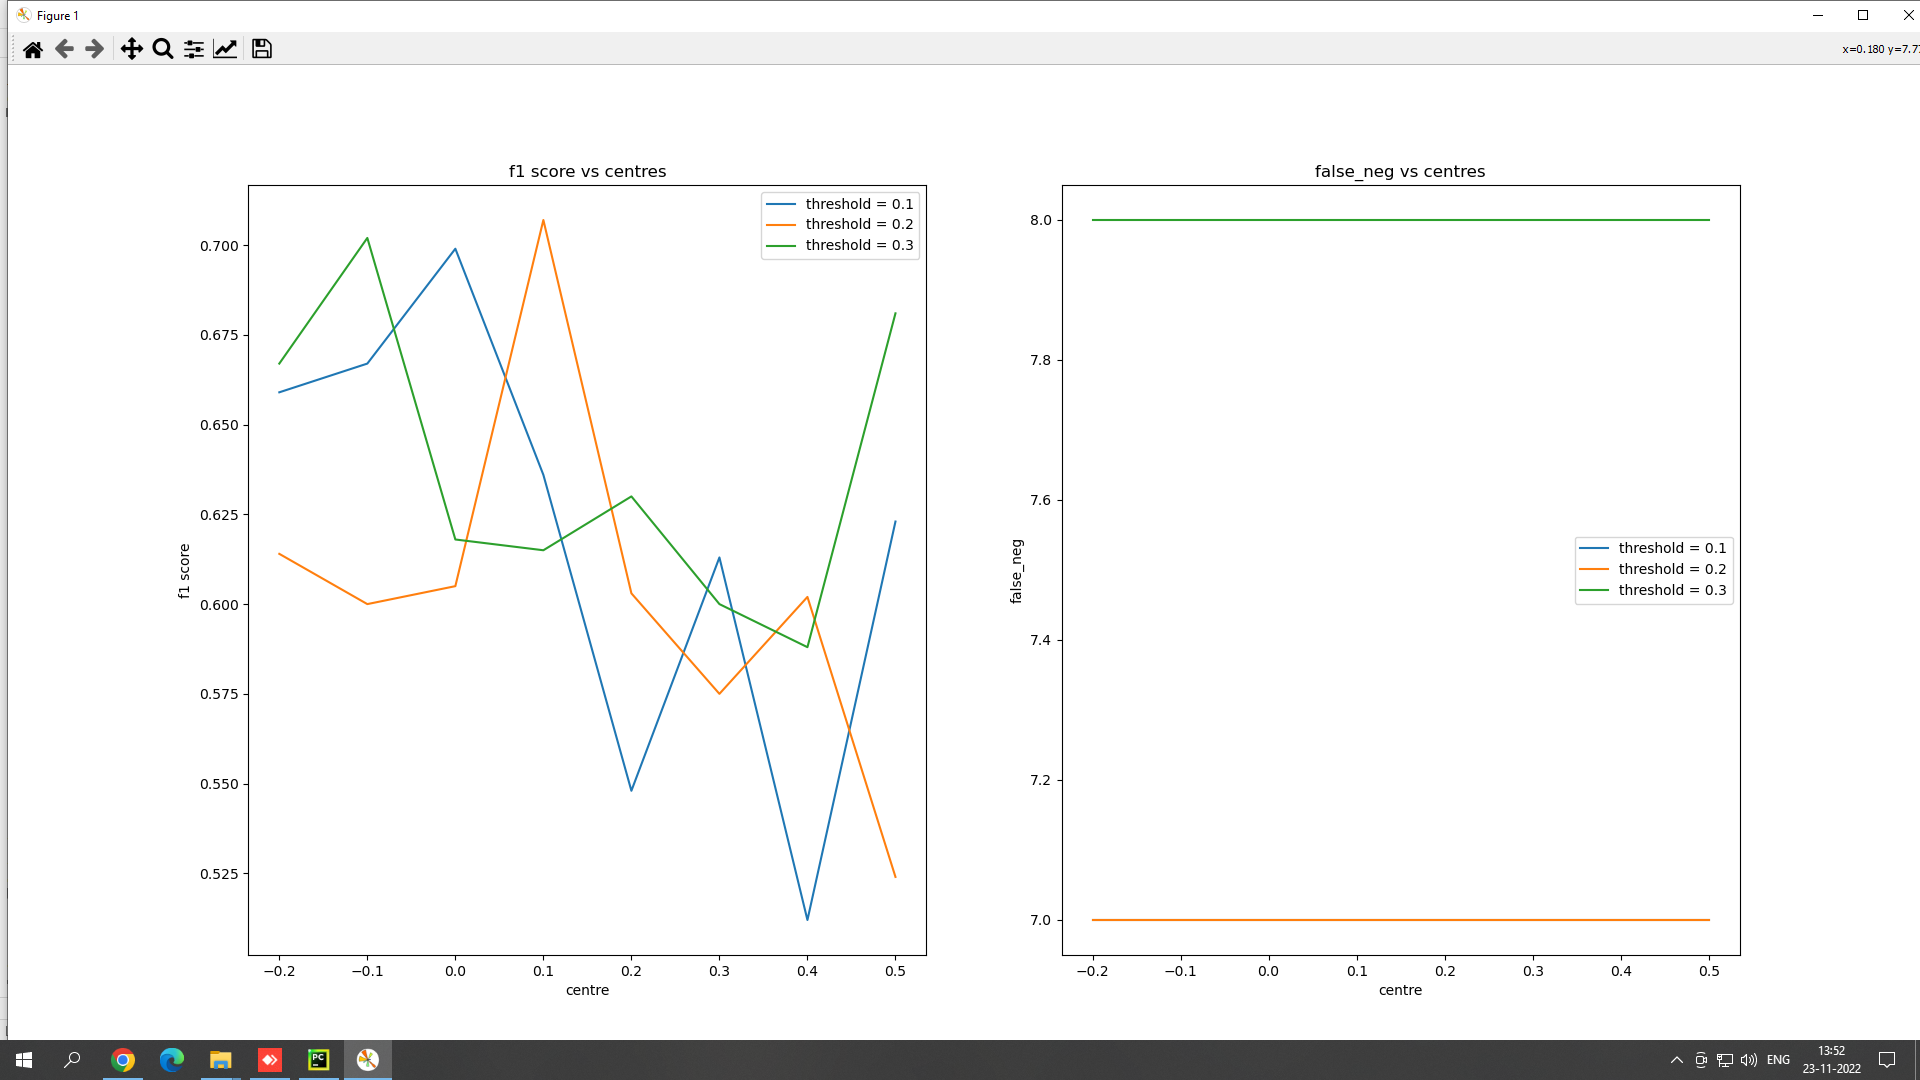 Figure 1
x=0.180 y=7.7
f1 score vs centres
threshold = 0.1
threshold = 0.2
threshold = 0.3
0.700
0.675
0.650
0.625
0.600
0.575
0.550
0.525
f1 score
−0.2 −0.1 0.0 0.1 0.2 0.3 0.4 0.5
centre
false_neg vs centres
8.0
7.8
7.6
7.4
7.2
7.0
false_neg
threshold = 0.1
threshold = 0.2
threshold = 0.3
−0.2 −0.1 0.0 0.1 0.2 0.3 0.4 0.5
centre
PC
ENG
13:52
23-11-2022